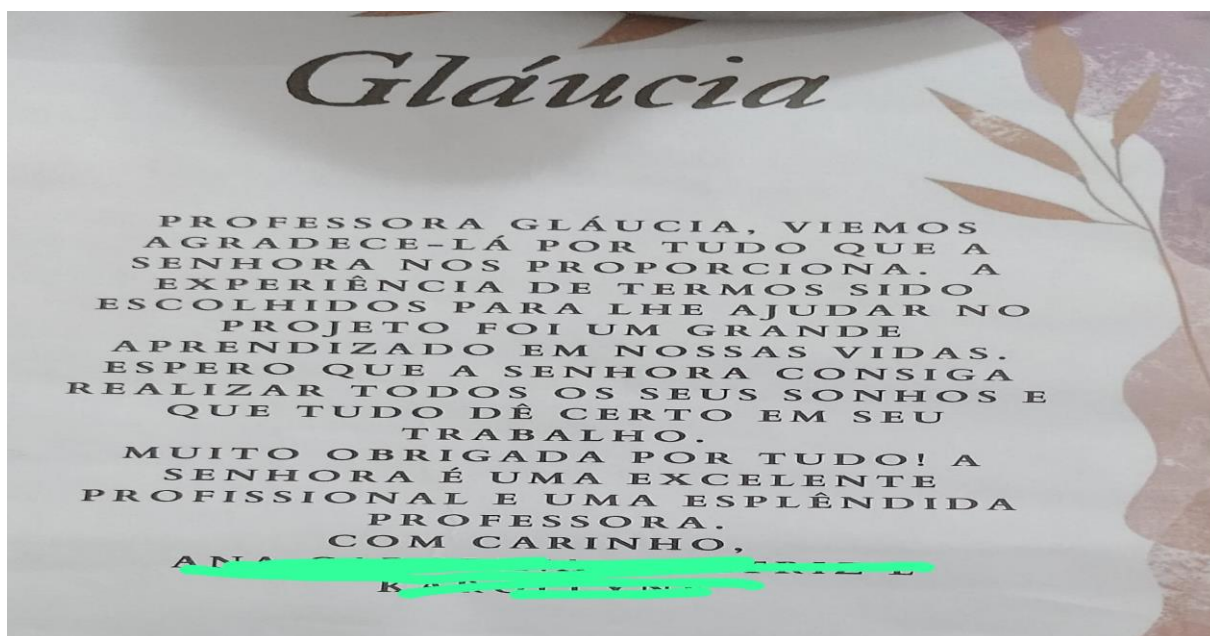 Gláucia
PROFESSORA GLÁUCIA, VIEMOS
AGRADECE-LÁ POR TUDO QUE A
SENHORA NOS PROPORCIONA. A
EXPERIÊNCIA DE TERMOS SIDO
ESCOLHIDOS PARA LHE AJUDAR NO
PROJETO FOI UM GRANDE
APRENDIZADO EM NOSSAS VIDAS.
ESPERO QUE A SENHORA CONSIGA
REALIZAR TODOS OS SEUS SONHOS E
QUE TUDO DÊ CERTO EM SEU
TRABALHO.
MUITO OBRIGADA POR TUDO! A
SENHORA É UMA EXCELENTE
PROFISSIONAL E UMA ESPLÊNDIDA
PROFESSORA.
COM CARINHO,
ANA